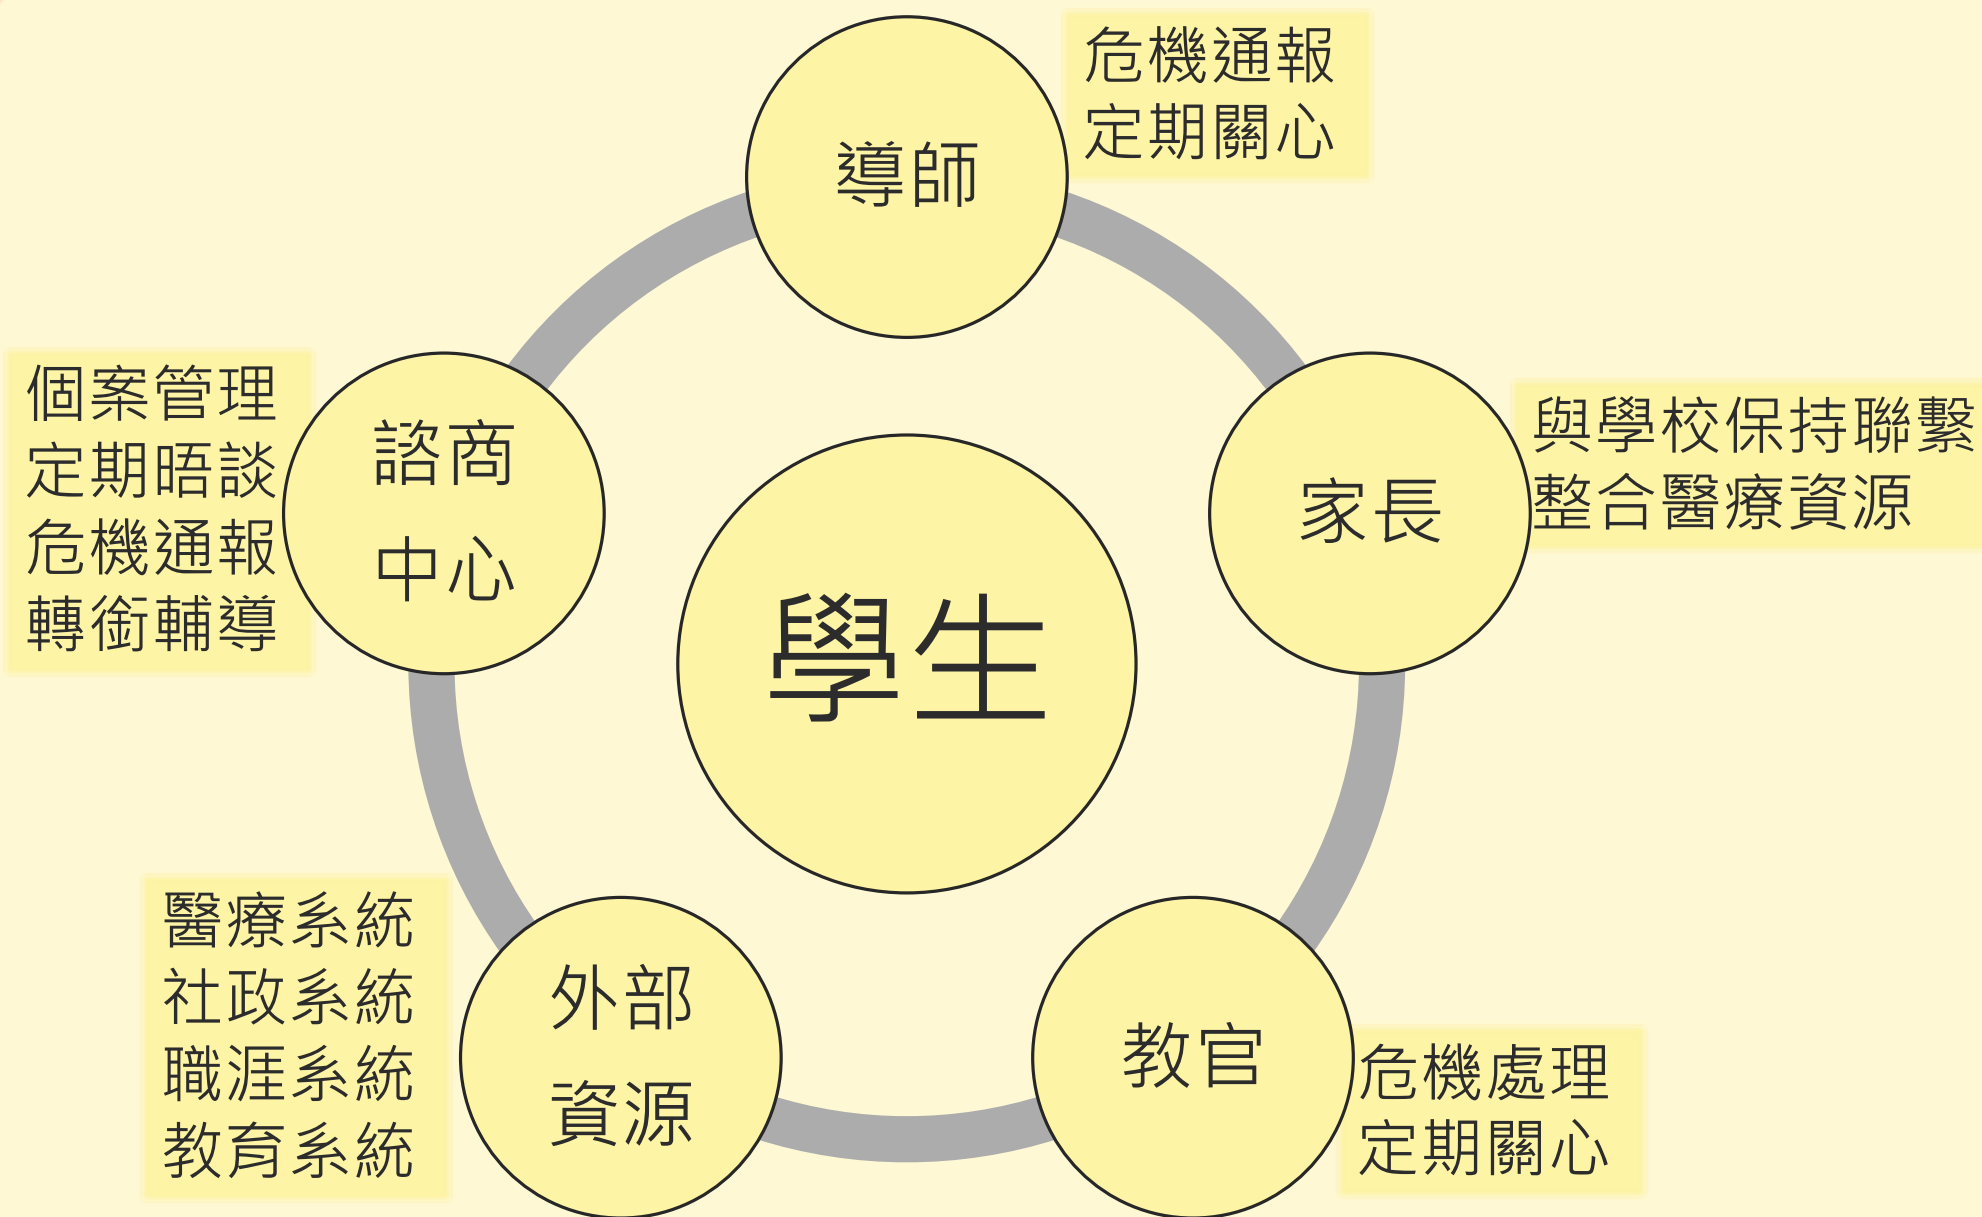 導師
危機通報
定期關心
家長
與學校保持聯繫
整合醫療資源
教官
危機處理
定期關心
外部
資源
醫療系統
社政系統
職涯系統
教育系統
諮商
中心
個案管理
定期晤談
危機通報
轉銜輔導
學生